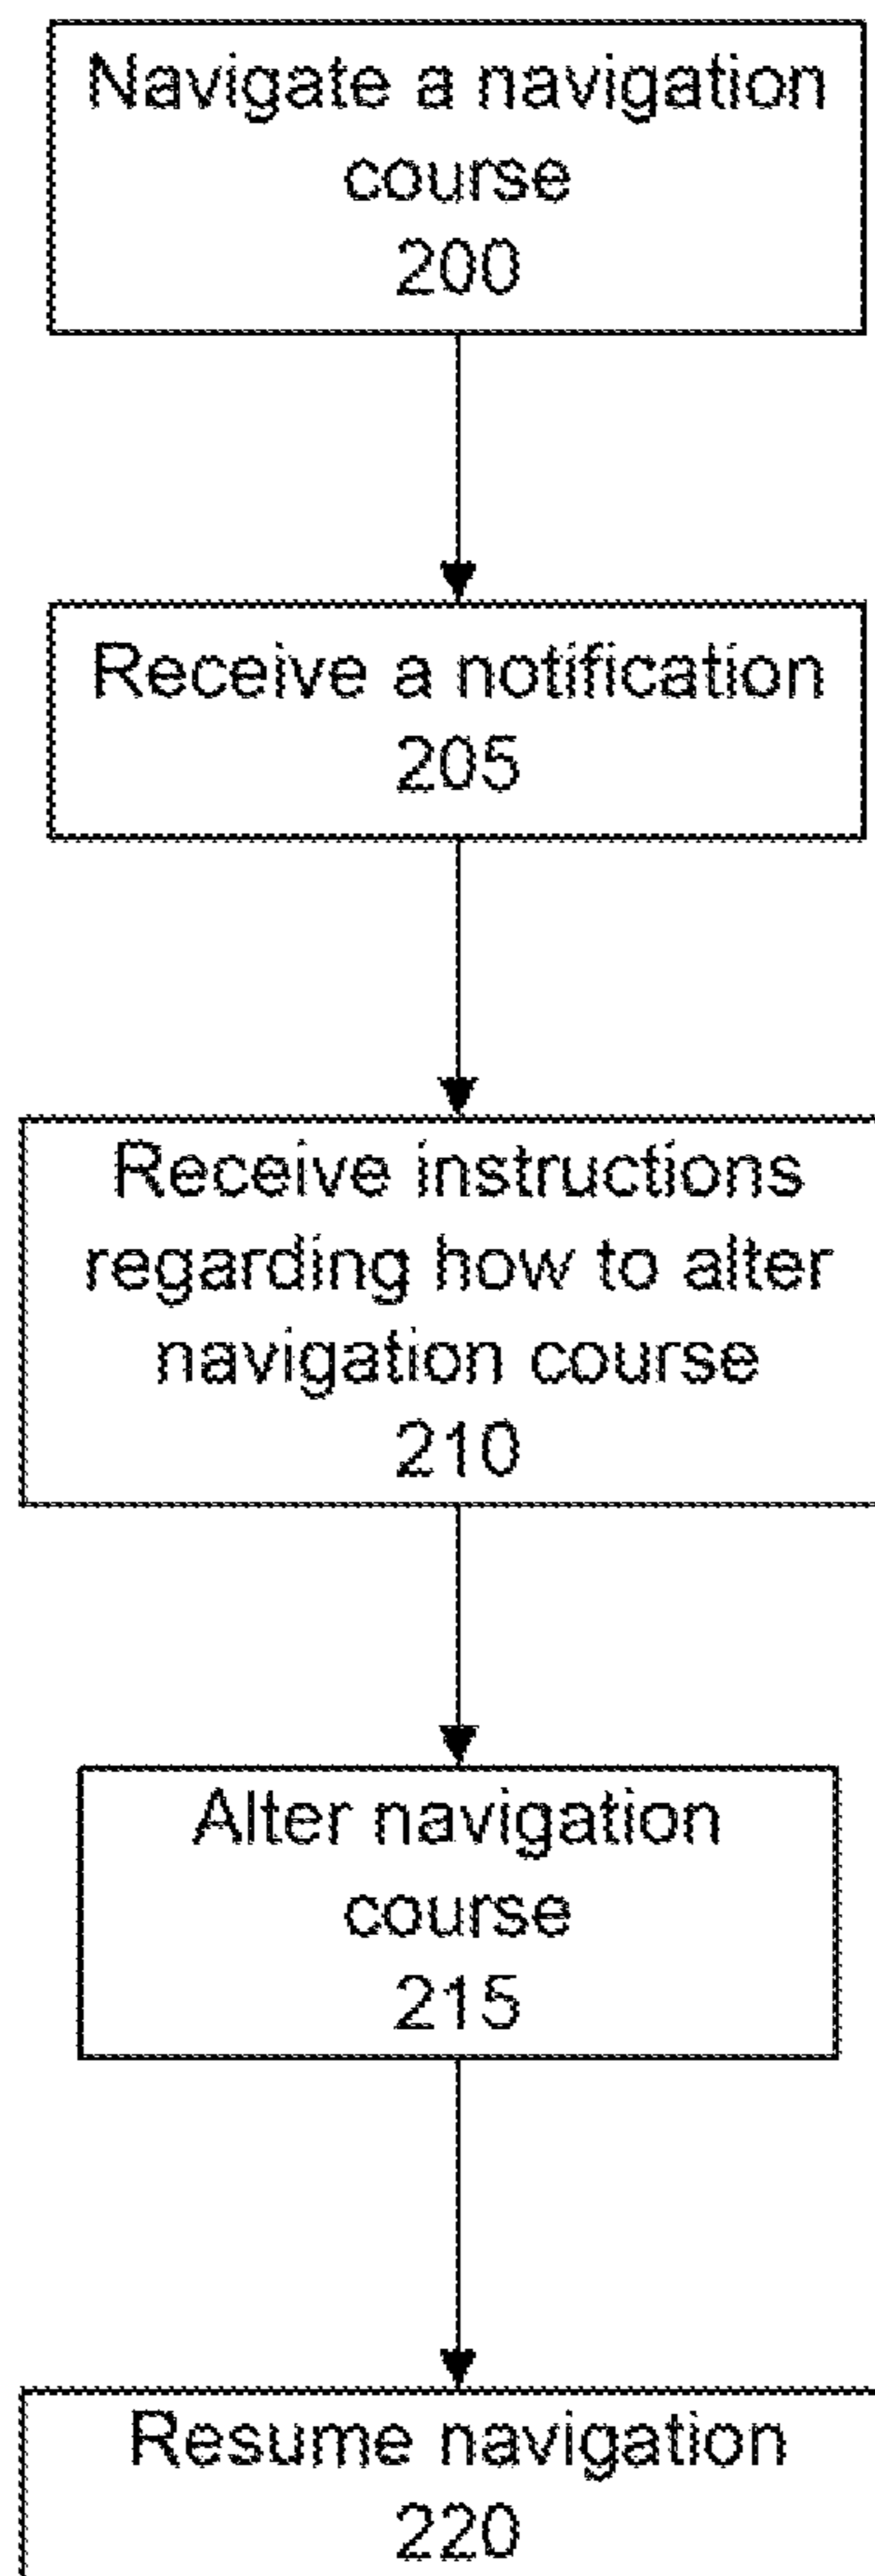 Navigate a navigation
course
200
Receive a notification
205
Receive instructions
regarding how to alter
navigation course
210
Alter navigation
course
215
Resume navigation
220